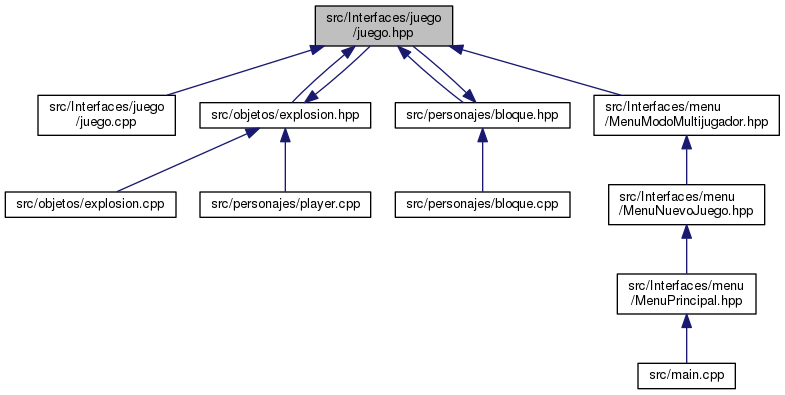 src/Interfaces/juego
/juego.hpp
src/Interfaces/juego
/juego.cpp
src/objetos/explosion.hpp
src/personajes/bloque.hpp
src/Interfaces/menu
/MenuModoMultijugador.hpp
src/objetos/explosion.cpp
src/personajes/player.cpp
src/personajes/bloque.cpp
src/Interfaces/menu
/MenuNuevoJuego.hpp
src/Interfaces/menu
/MenuPrincipal.hpp
src/main.cpp